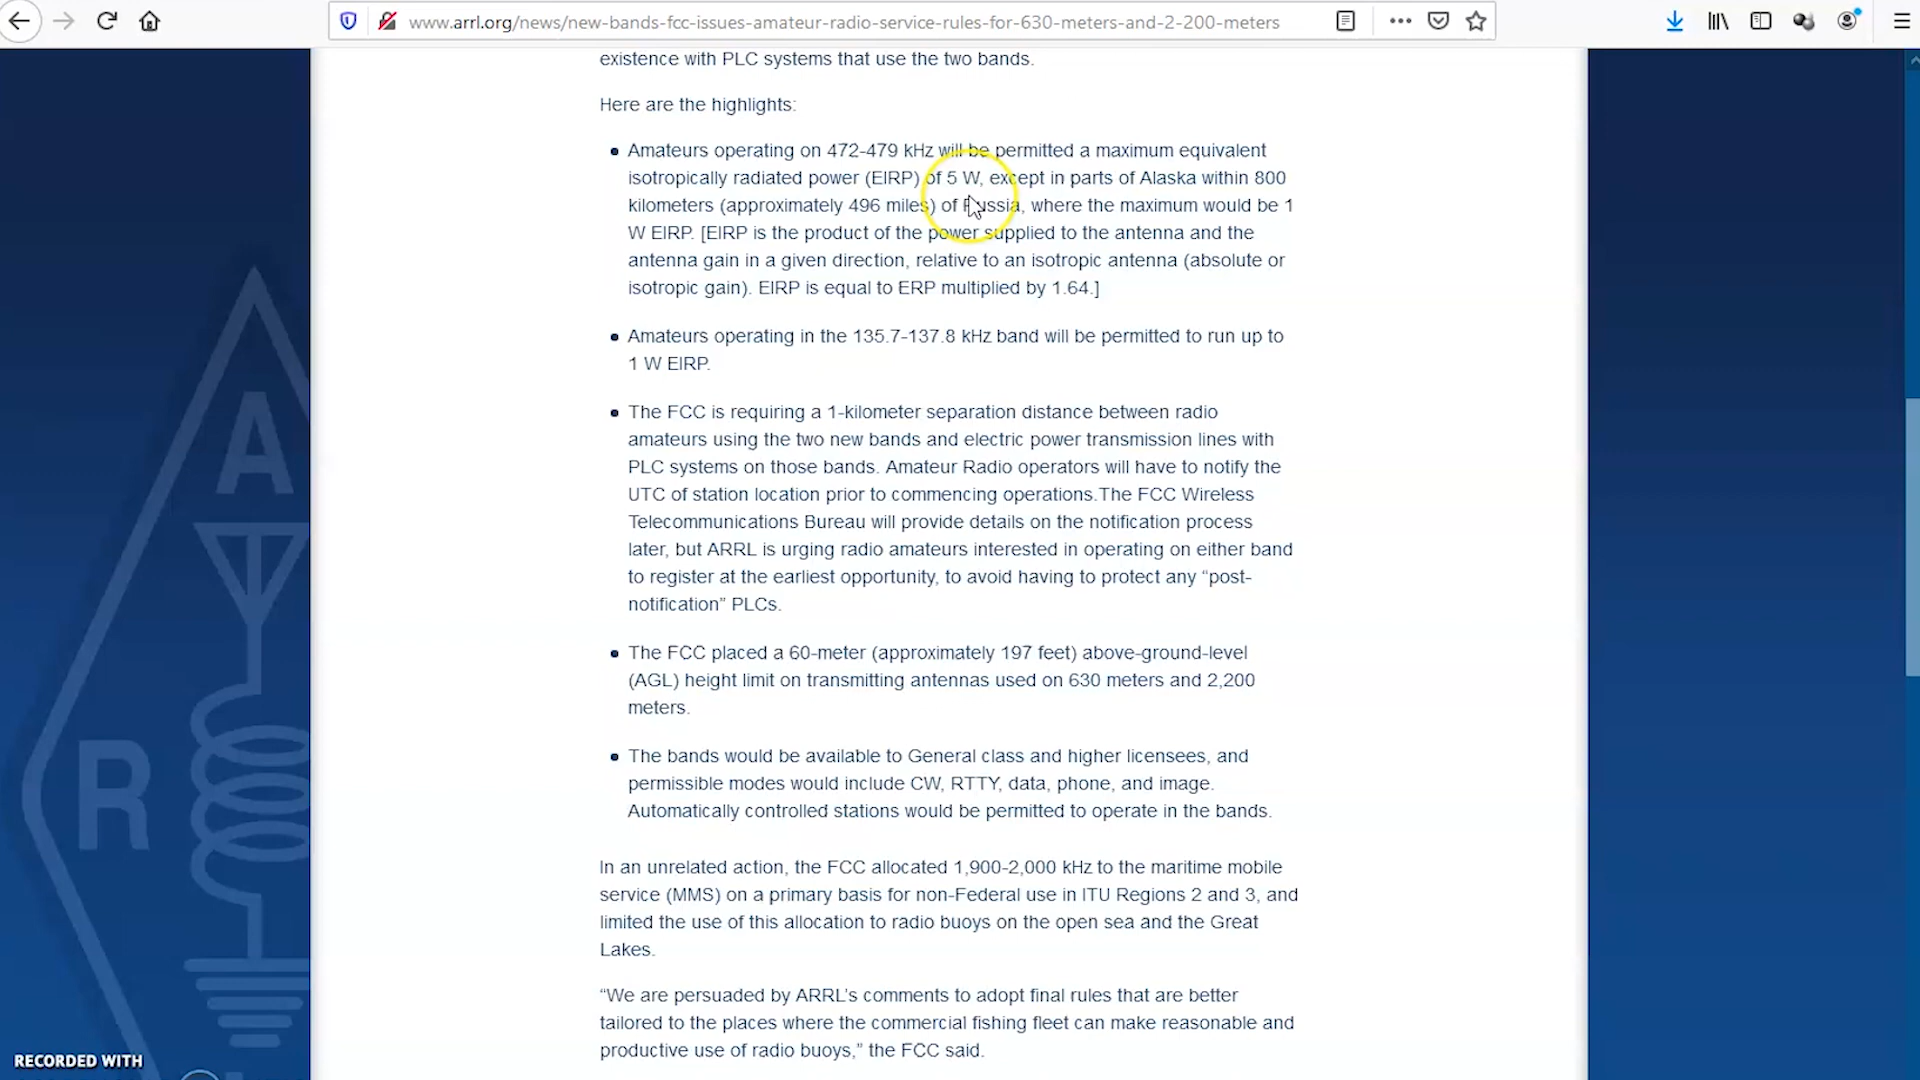 www.arrl.org/news/new-bands-fcc-issues-amateur-radio-service-rules-for-630-meters-and-2-200-meters
existence with PLC systems that use the two bands.
Here are the highlights:
Amateurs operating on 472-479 kHz will be permitted a maximum equivalent
isotropically radiated power (EIRP) of 5 W, except in parts of Alaska within 800
kilometers (approximately 496 miles) of Russia, where the maximum would be 1
W EIRP. [EIRP is the product of the power supplied to the antenna and the
antenna gain in a given direction, relative to an isotropic antenna (absolute or
isotropic gain). EIRP is equal to ERP multiplied by 1.64.]
Amateurs operating in the 135.7-137.8 kHz band will be permitted to run up to
1 W EIRP.
The FCC is requiring a 1-kilometer separation distance between radio
amateurs using the two new bands and electric power transmission lines with
PLC systems on those bands. Amateur Radio operators will have to notify the
UTC of station location prior to commencing operations.The FCC Wireless
Telecommunications Bureau will provide details on the notification process
later, but ARRL is urging radio amateurs interested in operating on either band
to register at the earliest opportunity, to avoid having to protect any “post-
notification” PLCs.
The FCC placed a 60-meter (approximately 197 feet) above-ground-level
(AGL) height limit on transmitting antennas used on 630 meters and 2,200
meters.
The bands would be available to General class and higher licensees, and
permissible modes would include CW, RTTY, data, phone, and image.
Automatically controlled stations would be permitted to operate in the bands.
In an unrelated action, the FCC allocated 1,900-2,000 kHz to the maritime mobile
service (MMS) on a primary basis for non-Federal use in ITU Regions 2 and 3, and
limited the use of this allocation to radio buoys on the open sea and the Great
Lakes.
“We are persuaded by ARRL’s comments to adopt final rules that are better
tailored to the places where the commercial fishing fleet can make reasonable and
productive use of radio buoys,” the FCC said.
A
R
RECORDED WITH